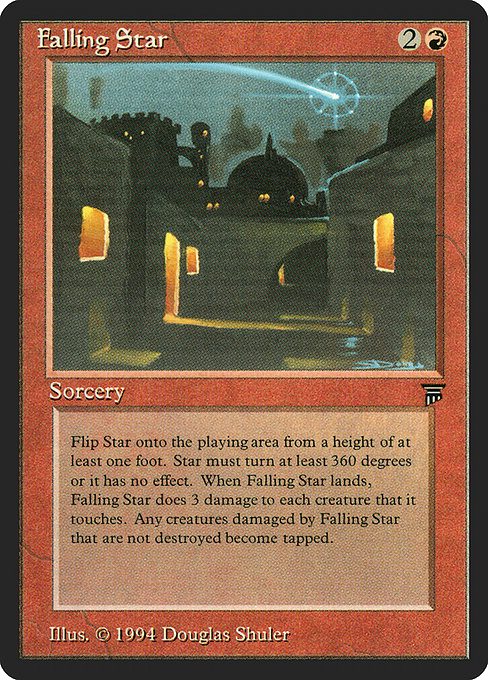 Falling Star
2
Sorcery
Flip Star onto the playing area from a height of at
least one foot. Star must turn at least 360 degrees
or it has no effect. When Falling Star lands,
Falling Star does 3 damage to each creature that it
touches. Any creatures damaged by Falling Star
that are not destroyed become tapped.
Illus. © 1994 Douglas Shuler